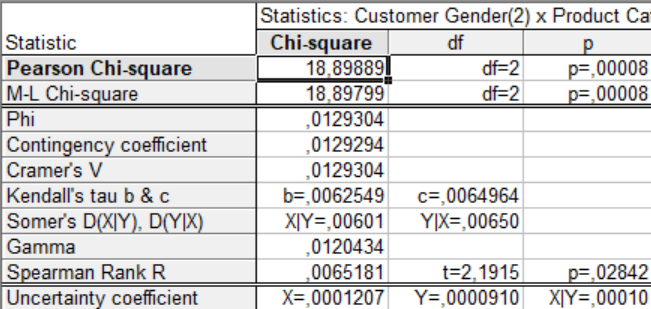 Statistics: Customer Gender(2) x Product Ca
Statistic Chi-square df p
Pearson Chi-square 18,89889 df=2 p=,00008
M-L Chi-square 18,89799 df=2 p=,00008
Phi ,0129304
Contingency coefficient ,0129294
Cramer's V ,0129304
Kendall's tau b & c b=,0062549 c=,0064964
Somer's D(X|Y), D(Y|X) X|Y=,00601 Y|X=,00650
Gamma ,0120434
Spearman Rank R ,0065181 t=2,1915 p=,02842
Uncertainty coefficient X=,0001207 Y=,0000910 X|Y=,00010